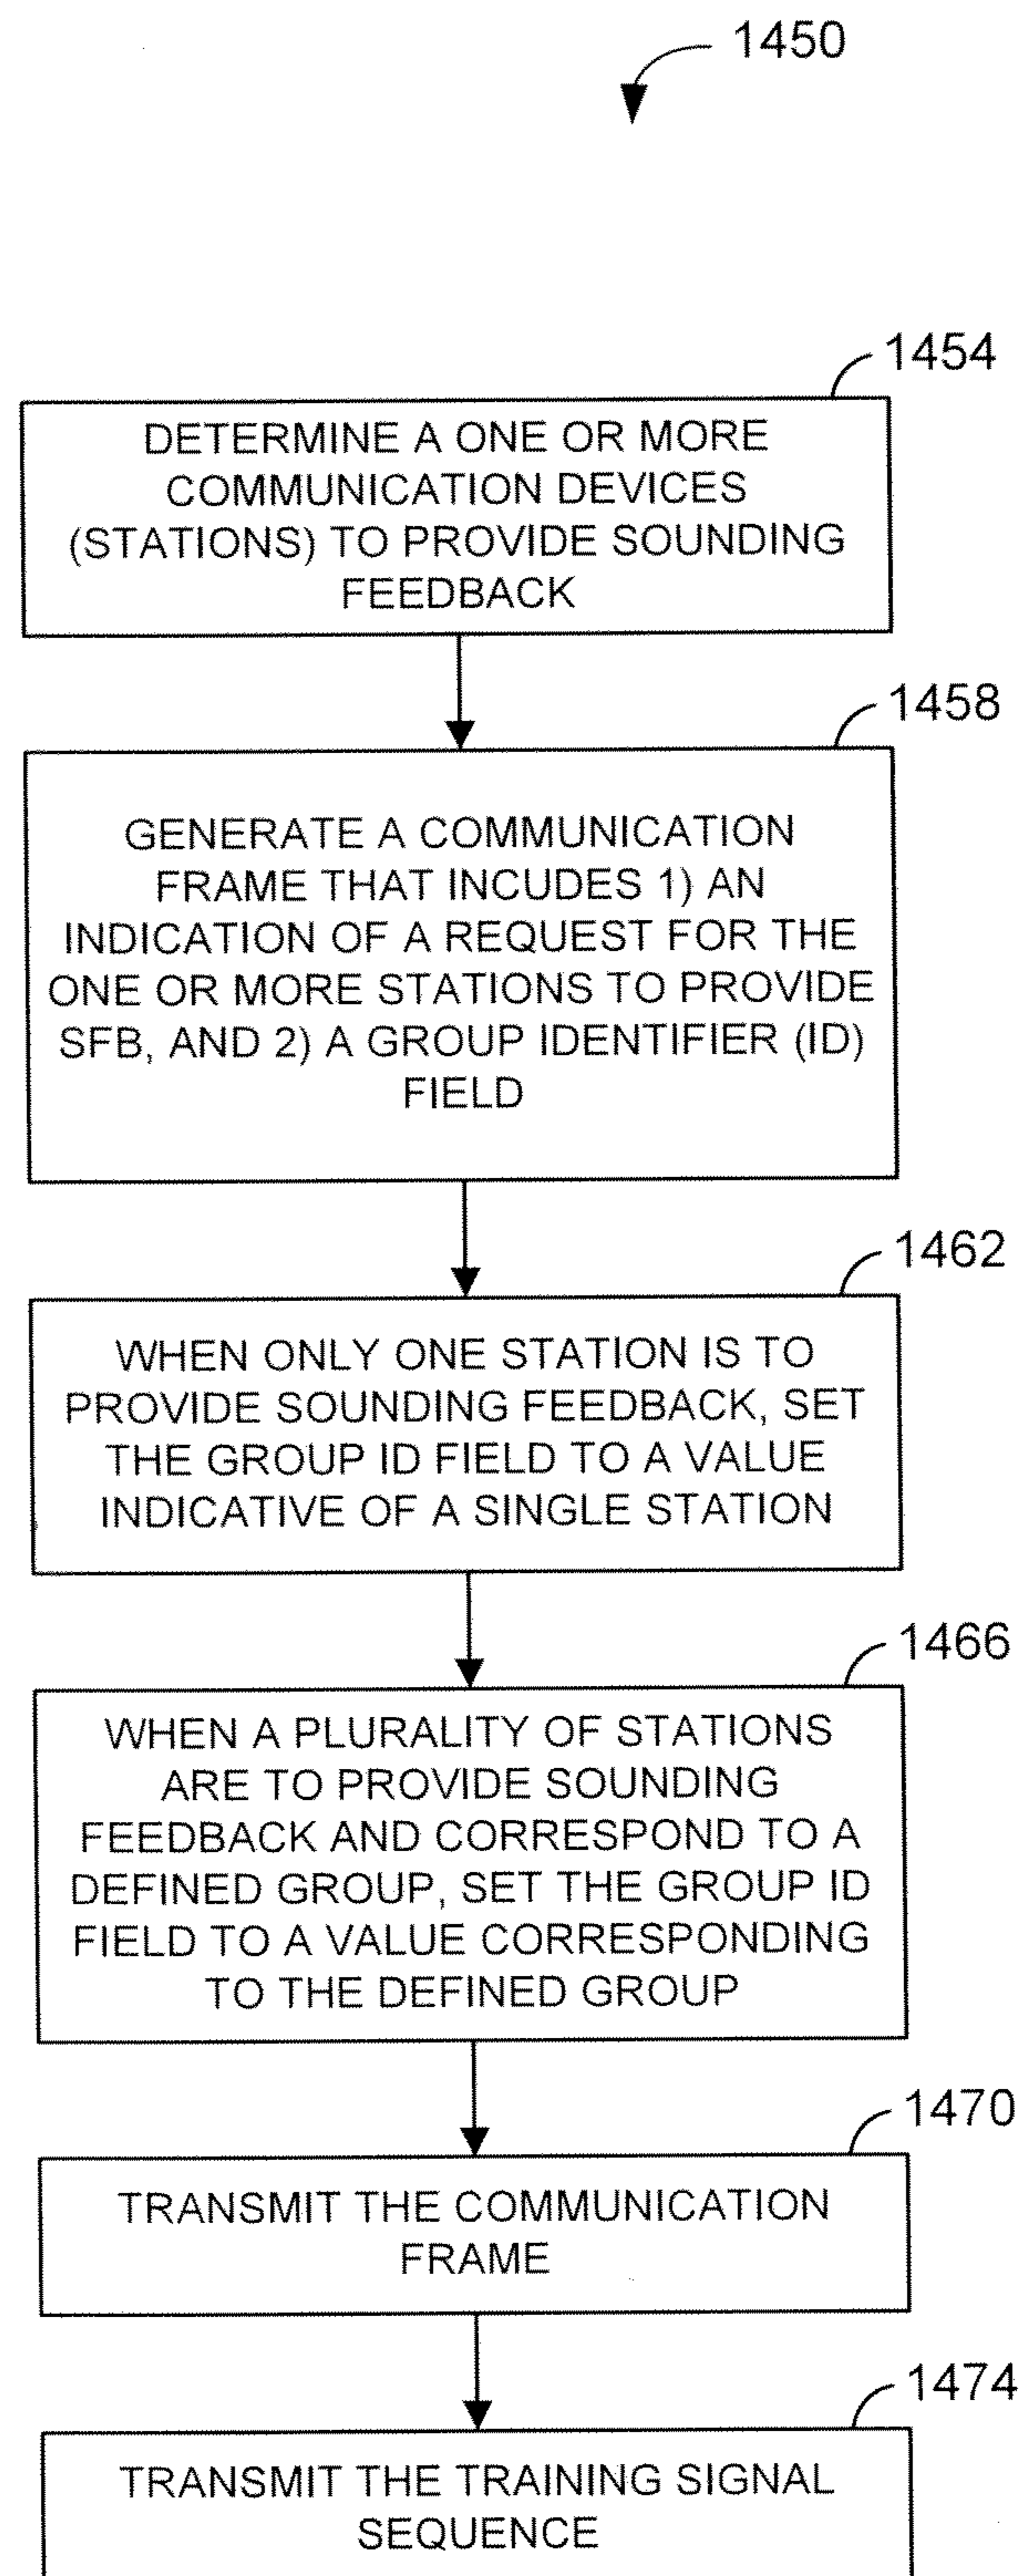 1450
1454
DETERMINE A ONE OR MORE
COMMUNICATION DEVICES
(STATIONS) TO PROVIDE SOUNDING
FEEDBACK
1458
GENERATE A COMMUNICATION
FRAME THAT INCUDES 1) AN
INDICATION OF A REQUEST FOR THE
ONE OR MORE STATIONS TO PROVIDE
SFB, AND 2) A GROUP IDENTIFIER (ID)
FIELD
1462
WHEN ONLY ONE STATION IS TO
PROVIDE SOUNDING FEEDBACK, SET
THE GROUP ID FIELD TO A VALUE
INDICATIVE OF A SINGLE STATION
1466
WHEN A PLURALITY OF STATIONS
ARE TO PROVIDE SOUNDING
FEEDBACK AND CORRESPOND TO A
DEFINED GROUP, SET THE GROUP ID
FIELD TO A VALUE CORRESPONDING
TO THE DEFINED GROUP
1470
TRANSMIT THE COMMUNICATION
FRAME
1474
TRANSMIT THE TRAINING SIGNAL
SEQUENCE